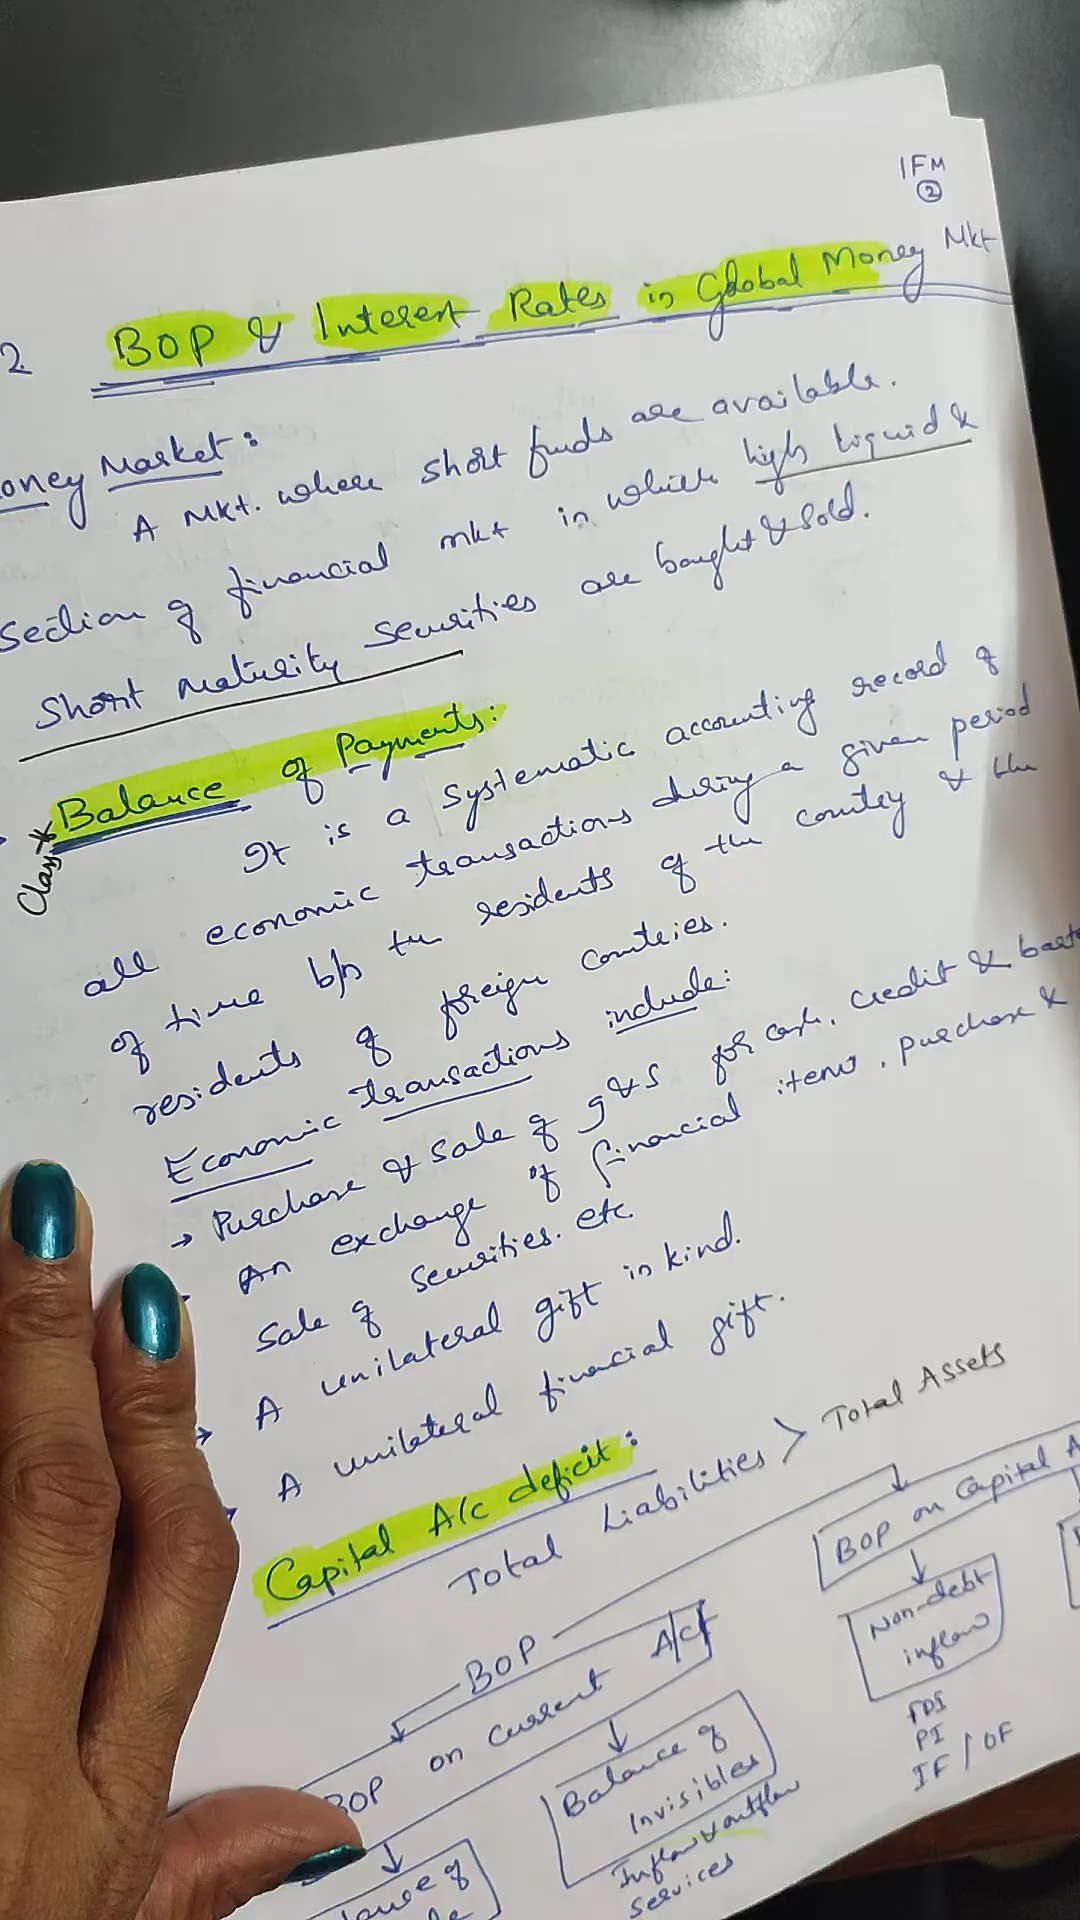 IFM
2
2. BOP & Interest Rates in Global Money Mkt
oney Market:
A Mkt. where short funds are available.
Section of financial mkt in which high liquid &
Short maturity securities are bought & sold.
Class *
Balance of Payments:
It is a systematic accounting record of
all economic transactions during a given period
of time b/n the residents of the country & the
residents of foreign countries.
Economic transactions include:
→ Purchase & Sale of g & s for cash, credit & barte
An exchange of financial items, purchase &
Sale of Securities. etc.
→ A unilateral gift in kind.
A unilateral financial gift.
Capital A/c deficit:
Total Liabilities > Total Assets
BOP
BOP on Capital A
BOP on current A/ct
Non-debt
inflow
FDI
PI
IF / OF
Balance of
Invisibles
Inflow & outflow
services